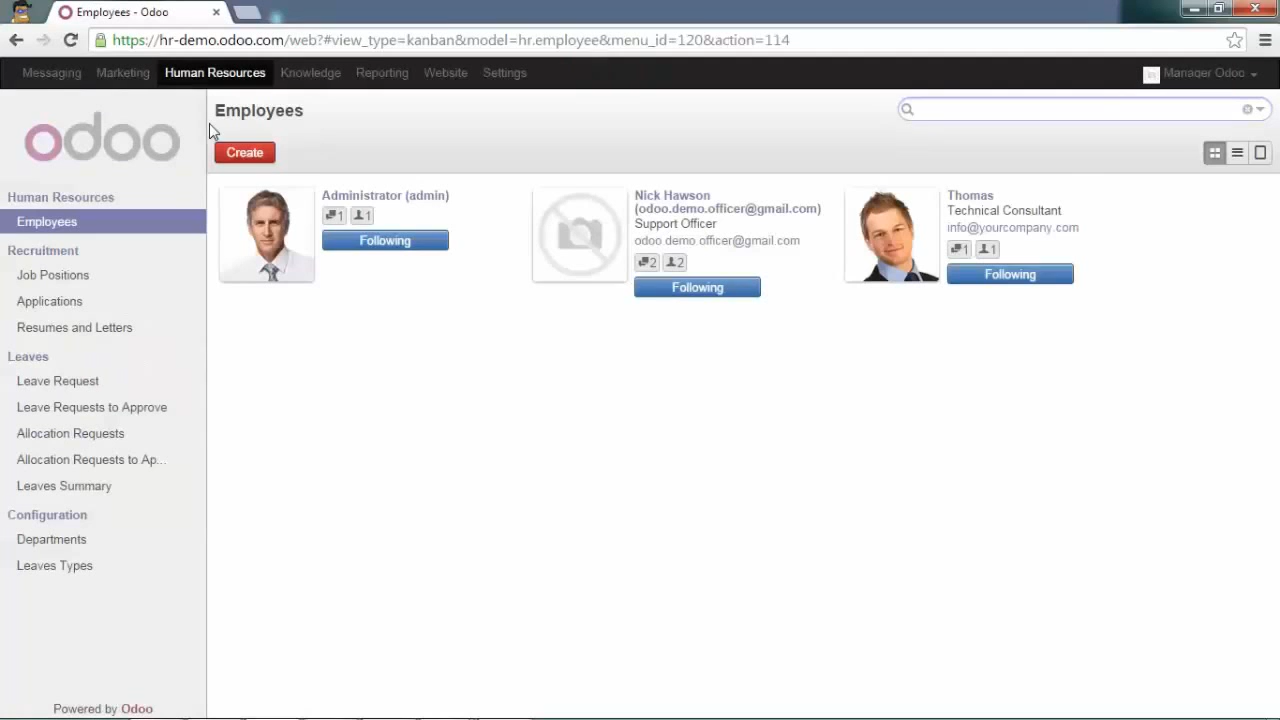 Employees - Odoo
https://hr-demo.odoo.com/web?#view_type=kanban&model=hr.employee&menu_id=120&action=114
Messaging Marketing Human Resources Knowledge Reporting Website Settings Manager Odoo
odoo
Employees
Create
Human Resources
Employees
Recruitment
Job Positions
Applications
Resumes and Letters
Leaves
Leave Request
Leave Requests to Approve
Allocation Requests
Allocation Requests to Ap...
Leaves Summary
Configuration
Departments
Leaves Types
Powered by Odoo
Administrator (admin)
1 1
Following
Nick Hawson
(odoo.demo.officer@gmail.com)
Support Officer
odoo.demo.officer@gmail.com
2 2
Following
Thomas
Technical Consultant
info@yourcompany.com
1 1
Following